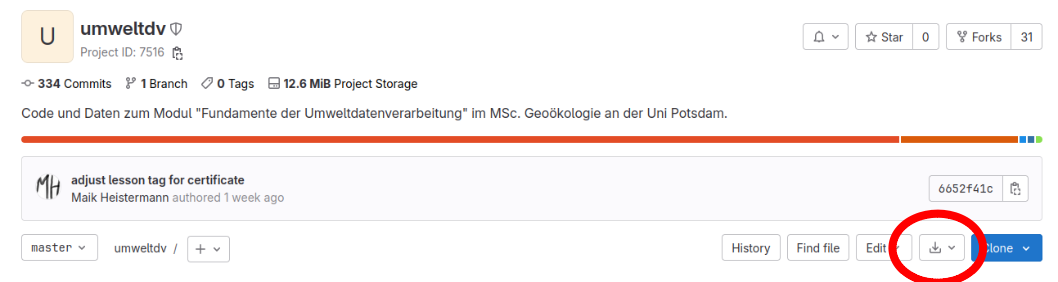 U
umweltdv
Project ID: 7516
Star 0
Forks 31
334 Commits 1 Branch 0 Tags 12.6 MiB Project Storage
Code und Daten zum Modul "Fundamente der Umweltdatenverarbeitung" im MSc. Geoökologie an der Uni Potsdam.
MH
adjust lesson tag for certificate
Maik Heistermann authored 1 week ago
6652f41c
master umweltdv / + History Find file Edit Clone